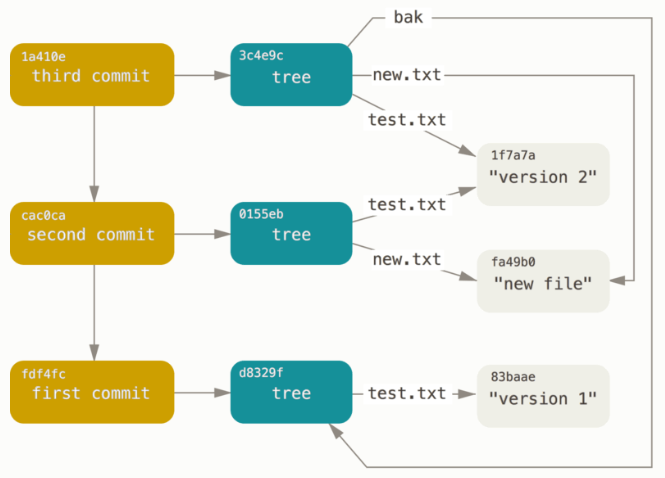 bak
1a410e
third commit
3c4e9c
tree
new.txt
test.txt
1f7a7a
"version 2"
cac0ca
second commit
0155eb
tree
test.txt
new.txt
fa49b0
"new file"
fdf4fc
first commit
d8329f
tree
test.txt
83baae
"version 1"